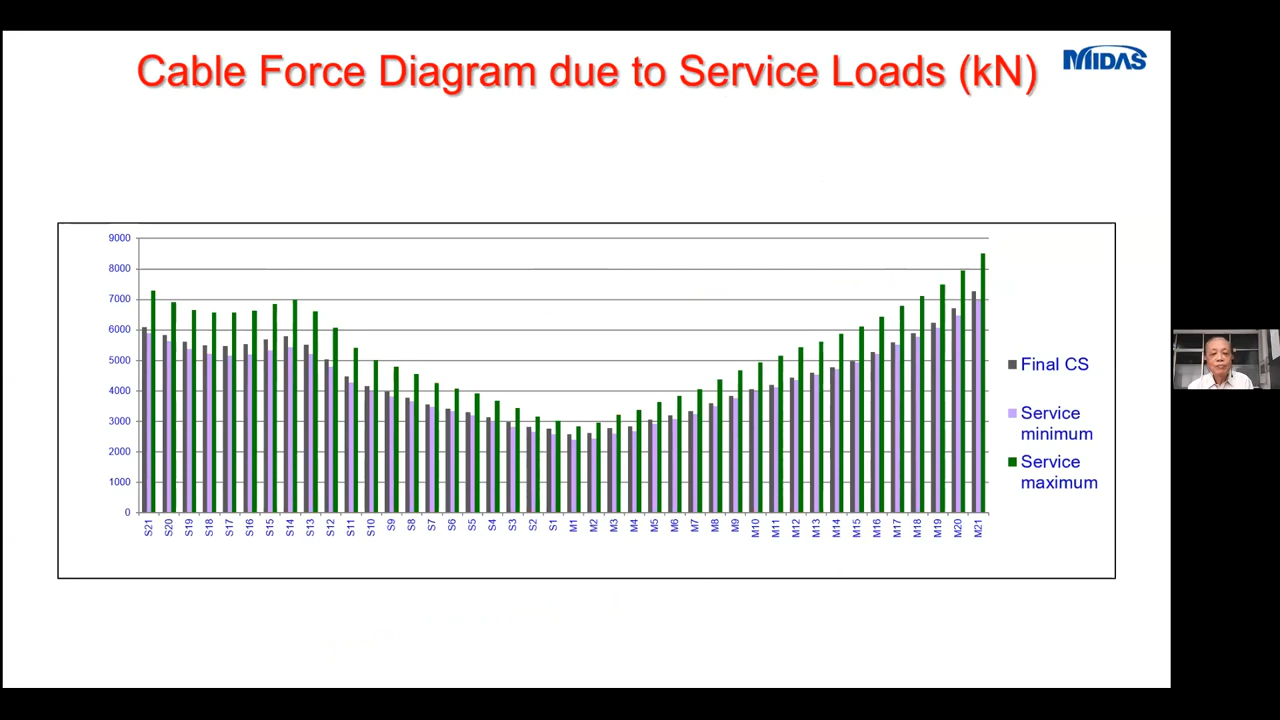 Cable Force Diagram due to Service Loads (kN)
MIDAS
9000
8000
7000
6000
5000
4000
3000
2000
1000
0
S21 S20 S19 S18 S17 S16 S15 S14 S13 S12 S11 S10 S9 S8 S7 S6 S5 S4 S3 S2 S1 M1 M2 M3 M4 M5 M6 M7 M8 M9 M10 M11 M12 M13 M14 M15 M16 M17 M18 M19 M20 M21
Final CS
Service
minimum
Service
maximum